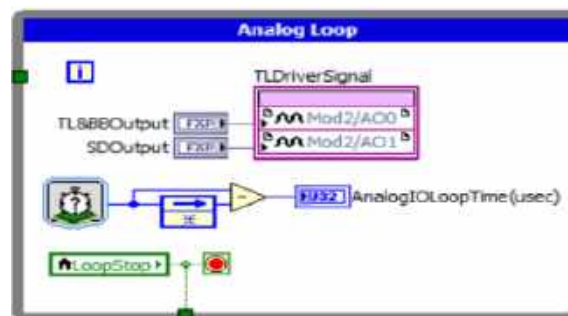 Analog Loop
i
TLDriverSignal
TL&BBOutput FXP Mod2/AO0
SDOutput FXP Mod2/AO1
?
- U32 AnalogIOLoopTime(usec)
LoopStop